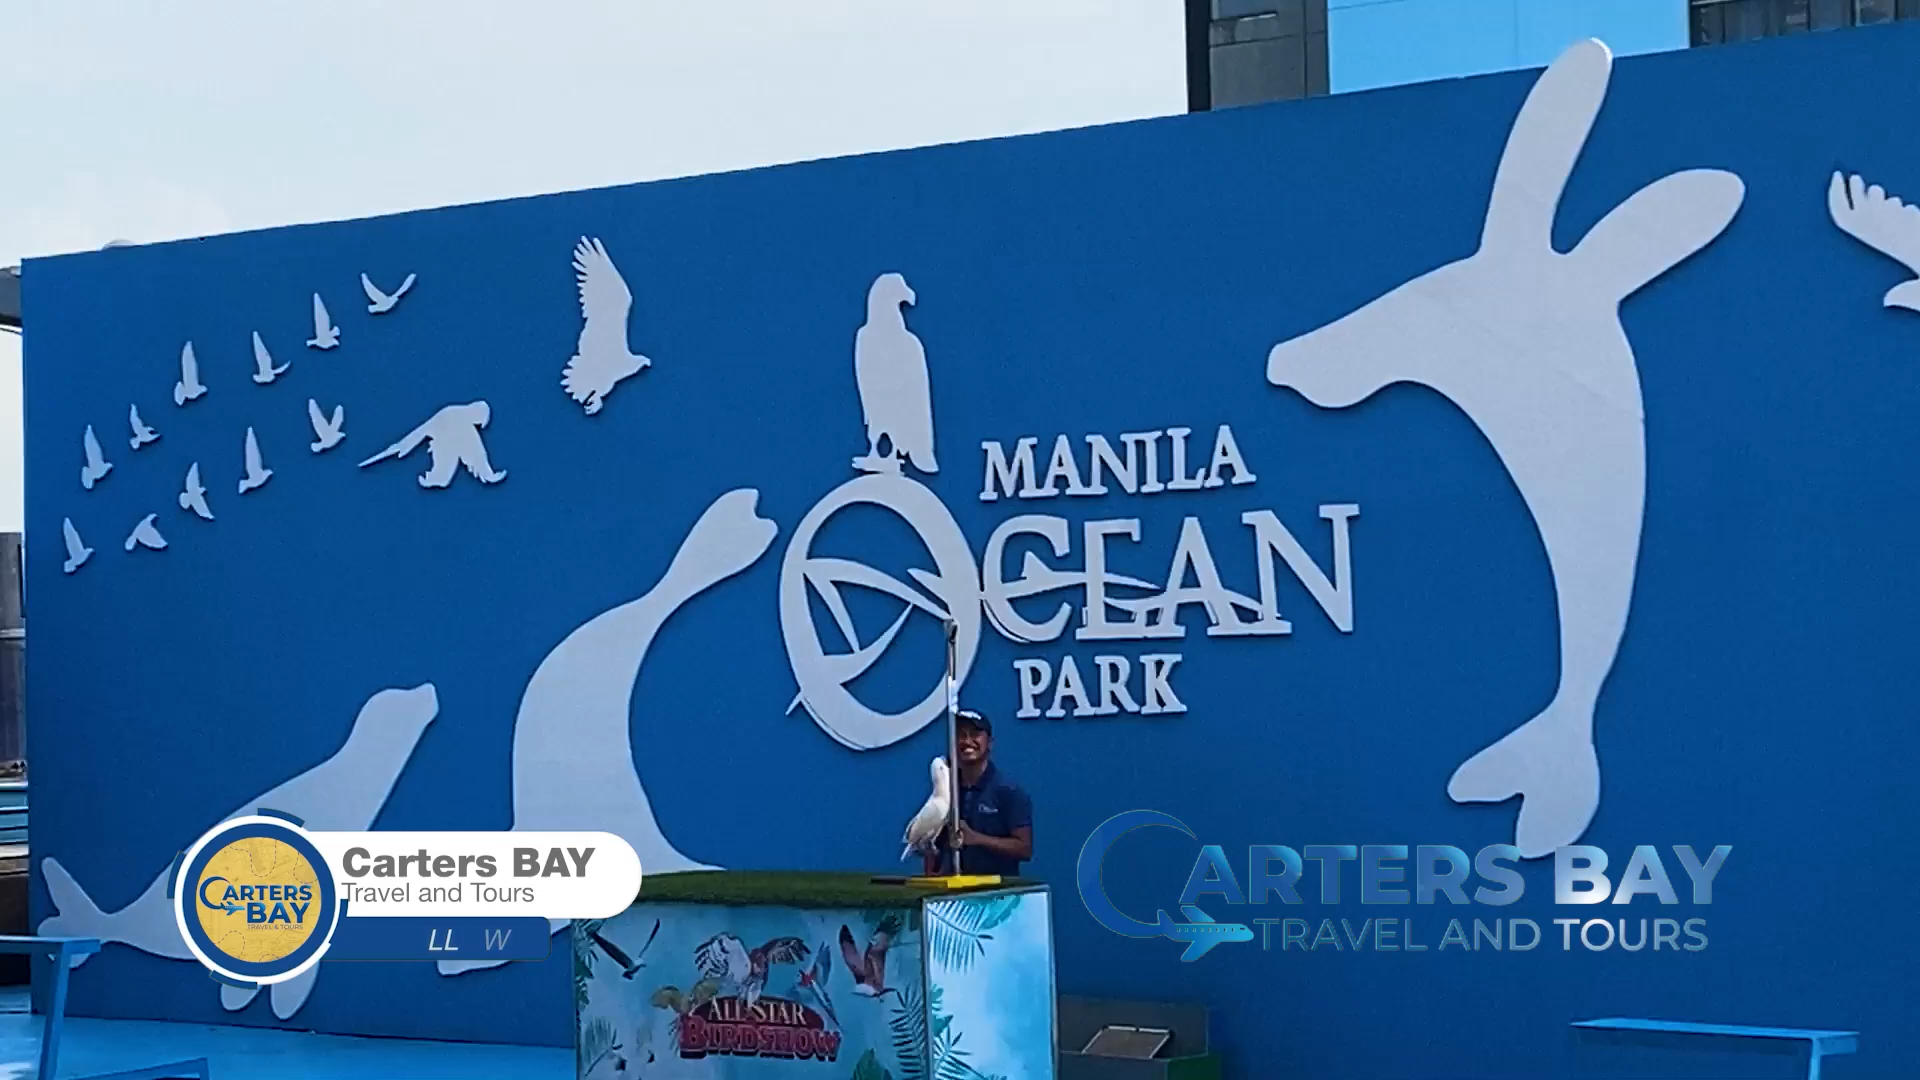 MANILA
OCEAN
PARK
Carters BAY
Travel and Tours
CARTERS
BAY
TRAVEL & TOURS
LL W
CARTERS BAY
TRAVEL AND TOURS
ALL STAR
BIRDSHOW